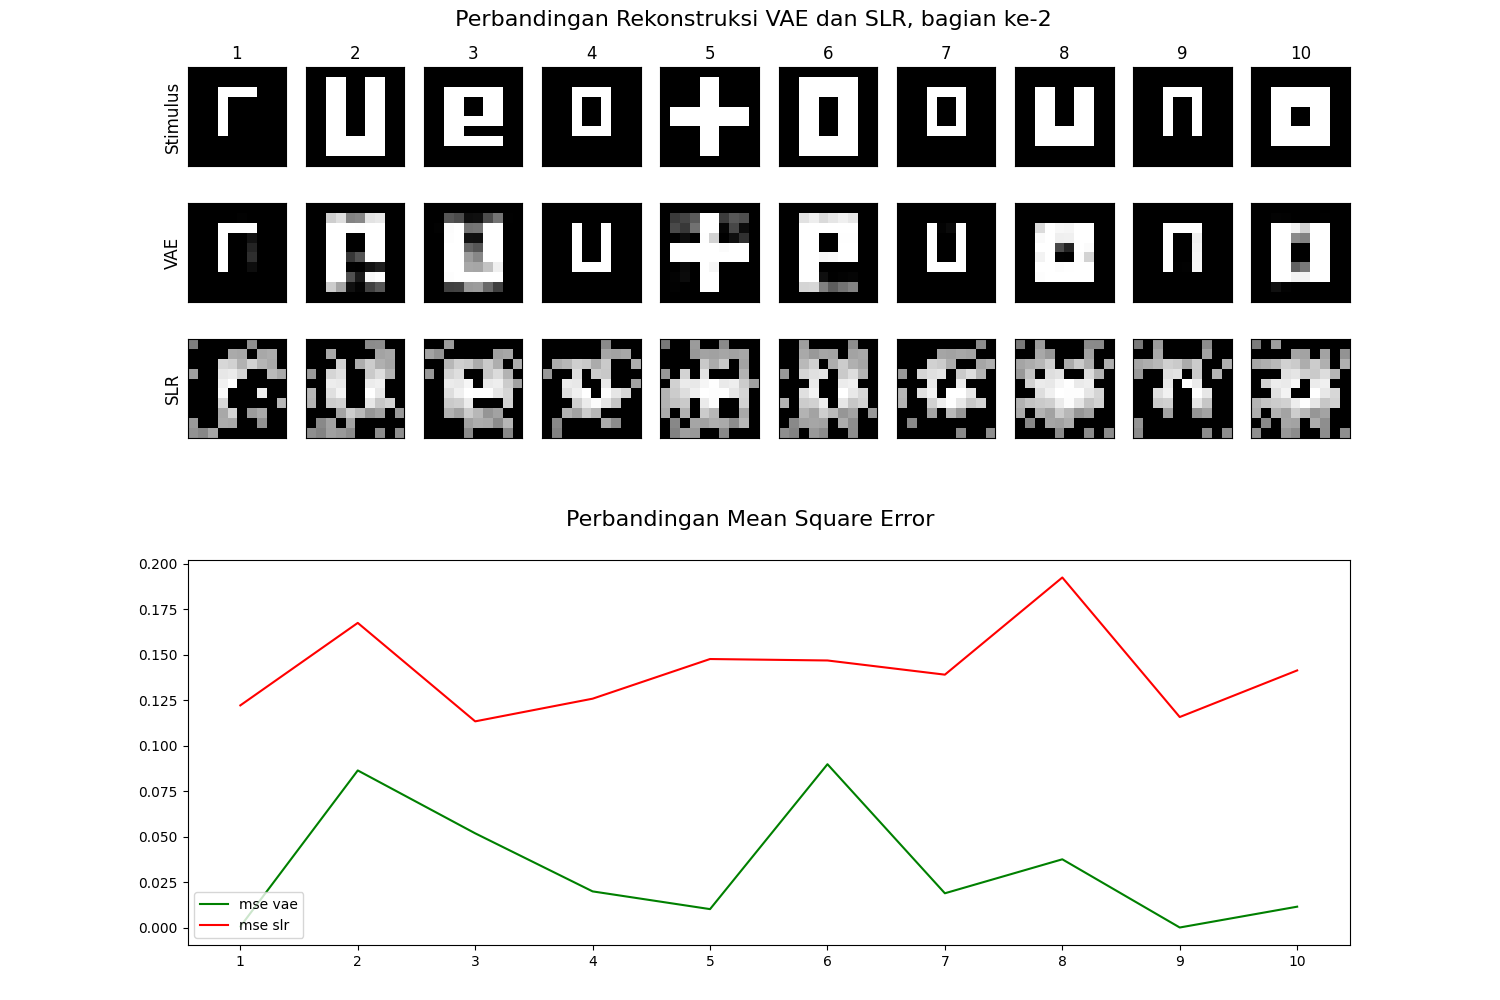 Perbandingan Rekonstruksi VAE dan SLR, bagian ke-2
1 2 3 4 5 6 7 8 9 10
Stimulus
VAE
SLR
Perbandingan Mean Square Error
0.200
0.175
0.150
0.125
0.100
0.075
0.050
0.025
0.000
mse vae
mse slr
1 2 3 4 5 6 7 8 9 10